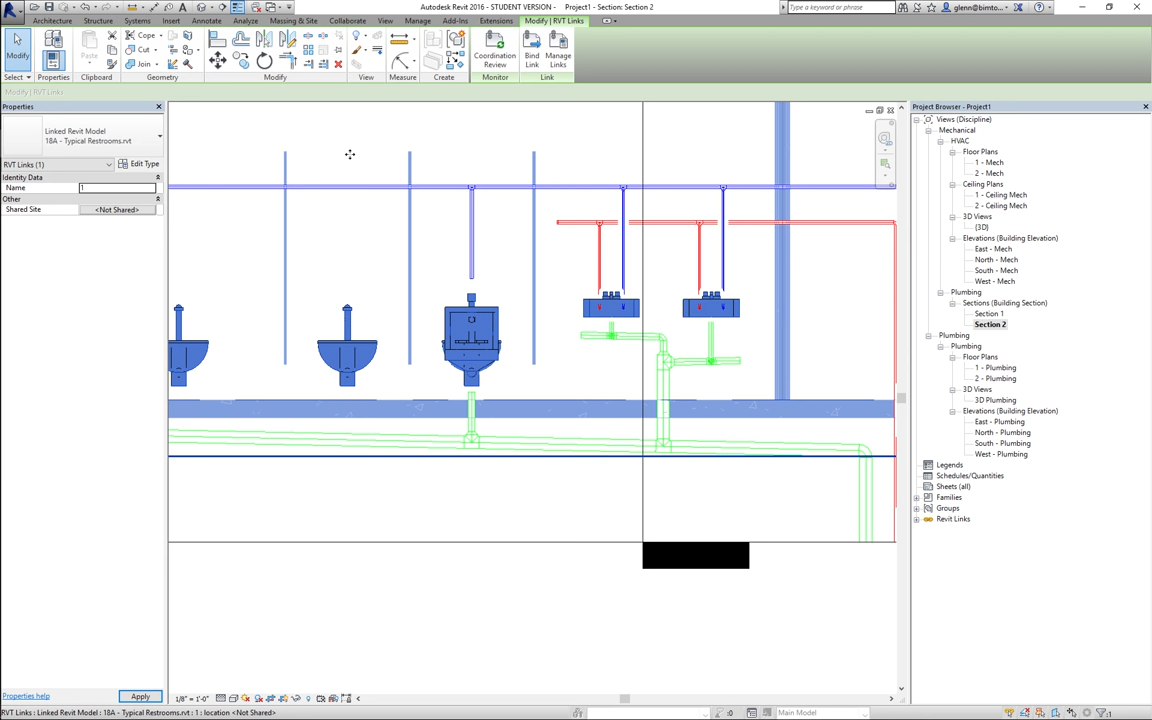 Autodesk Revit 2016 - STUDENT VERSION - Project1 - Section: Section 2
Type a keyword or phrase
glenn@bimto...
Architecture Structure Systems Insert Annotate Analyze Massing & Site Collaborate View Manage Add-Ins Extensions Modify | RVT Links
Modify
Paste
Cope
Cut
Join
Coordination Review
Bind Link
Manage Links
Select Properties Clipboard Geometry Modify View Measure Create Monitor Link
Modify | RVT Links
Properties
Linked Revit Model
18A - Typical Restrooms.rvt
RVT Links (1)
Edit Type
Identity Data
Name 1
Other
Shared Site <Not Shared>
Properties help
Apply
1/8" = 1'-0"
RVT Links : Linked Revit Model : 18A - Typical Restrooms.rvt : 1 : location <Not Shared>
:0
Main Model
:1
Project Browser - Project1
Views (Discipline)
Mechanical
HVAC
Floor Plans
1 - Mech
2 - Mech
Ceiling Plans
1 - Ceiling Mech
2 - Ceiling Mech
3D Views
{3D}
Elevations (Building Elevation)
East - Mech
North - Mech
South - Mech
West - Mech
Plumbing
Sections (Building Section)
Section 1
Section 2
Plumbing
Plumbing
Floor Plans
1 - Plumbing
2 - Plumbing
3D Views
3D Plumbing
Elevations (Building Elevation)
East - Plumbing
North - Plumbing
South - Plumbing
West - Plumbing
Legends
Schedules/Quantities
Sheets (all)
Families
Groups
Revit Links